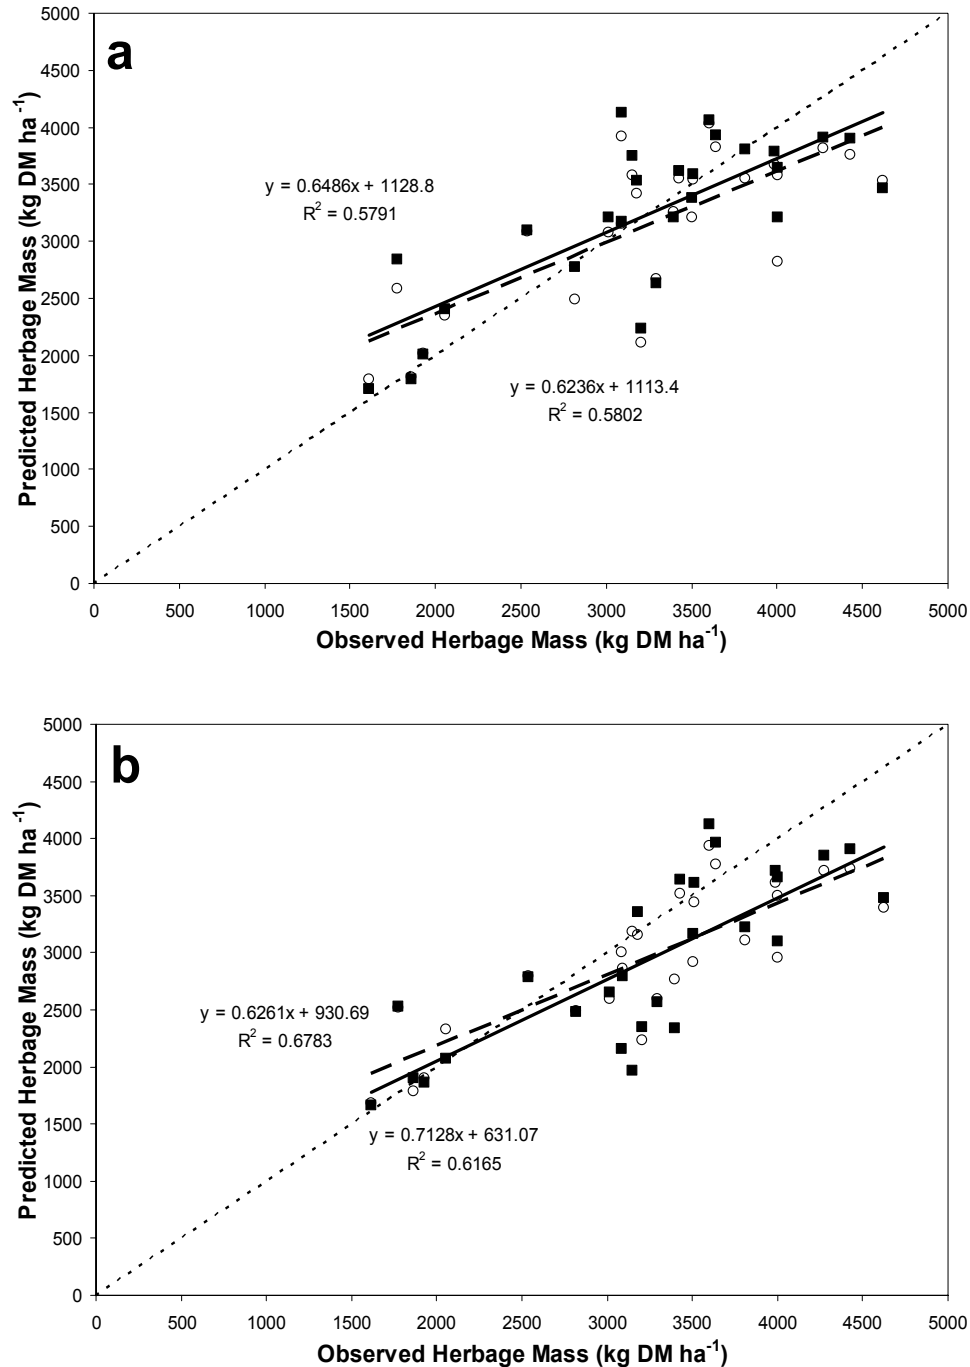 a
5000
4500
4000
3500
3000
2500
2000
1500
1000
500
0
Predicted Herbage Mass (kg DM ha⁻¹)
y = 0.6486x + 1128.8
R² = 0.5791
y = 0.6236x + 1113.4
R² = 0.5802
0 500 1000 1500 2000 2500 3000 3500 4000 4500 5000
Observed Herbage Mass (kg DM ha⁻¹)
b
5000
4500
4000
3500
3000
2500
2000
1500
1000
500
0
Predicted Herbage Mass (kg DM ha⁻¹)
y = 0.6261x + 930.69
R² = 0.6783
y = 0.7128x + 631.07
R² = 0.6165
0 500 1000 1500 2000 2500 3000 3500 4000 4500 5000
Observed Herbage Mass (kg DM ha⁻¹)